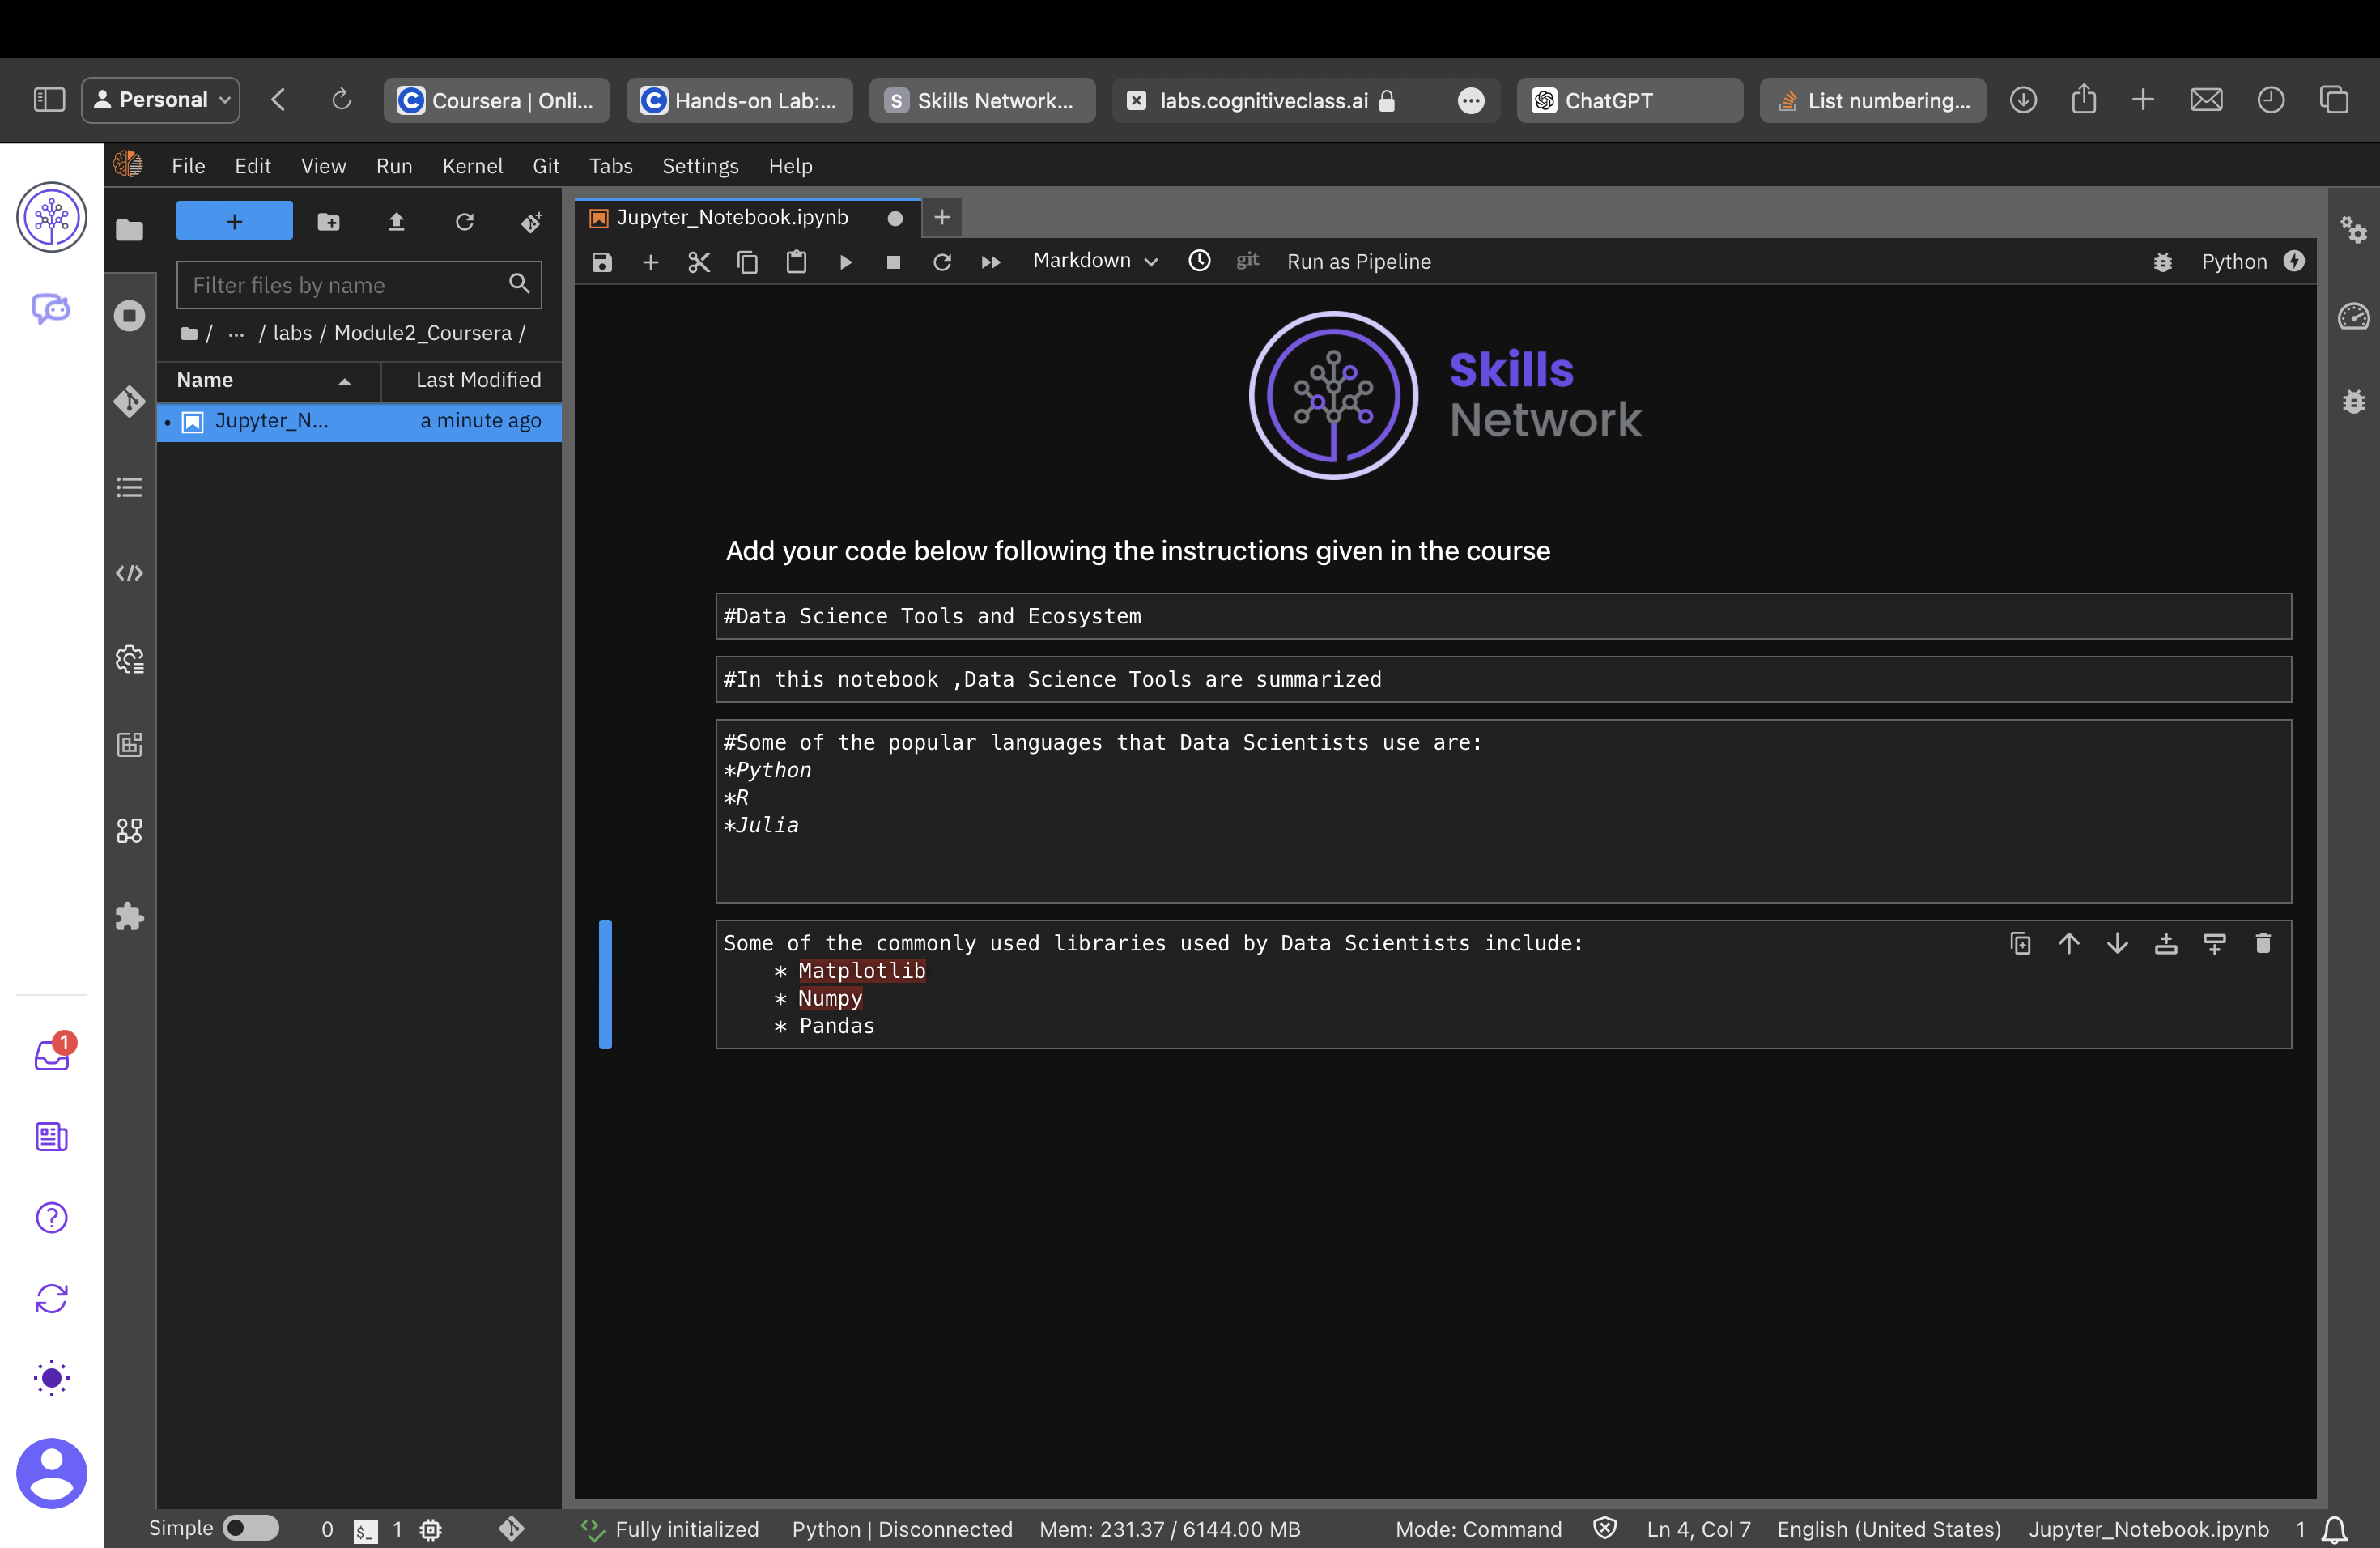 Personal
Coursera | Onli...
Hands-on Lab:...
S Skills Network...
labs.cognitiveclass.ai
ChatGPT
List numbering...
File Edit View Run Kernel Git Tabs Settings Help
Jupyter_Notebook.ipynb
Markdown
git
Run as Pipeline
Python
Filter files by name
/ ... / labs / Module2_Coursera /
Name Last Modified
Jupyter_N... a minute ago
Skills
Network
Add your code below following the instructions given in the course
#Data Science Tools and Ecosystem
#In this notebook ,Data Science Tools are summarized
#Some of the popular languages that Data Scientists use are:
*Python
*R
*Julia
Some of the commonly used libraries used by Data Scientists include:
* Matplotlib
* Numpy
* Pandas
1
Simple 0 $_ 1 Fully initialized Python | Disconnected Mem: 231.37 / 6144.00 MB Mode: Command Ln 4, Col 7 English (United States) Jupyter_Notebook.ipynb 1